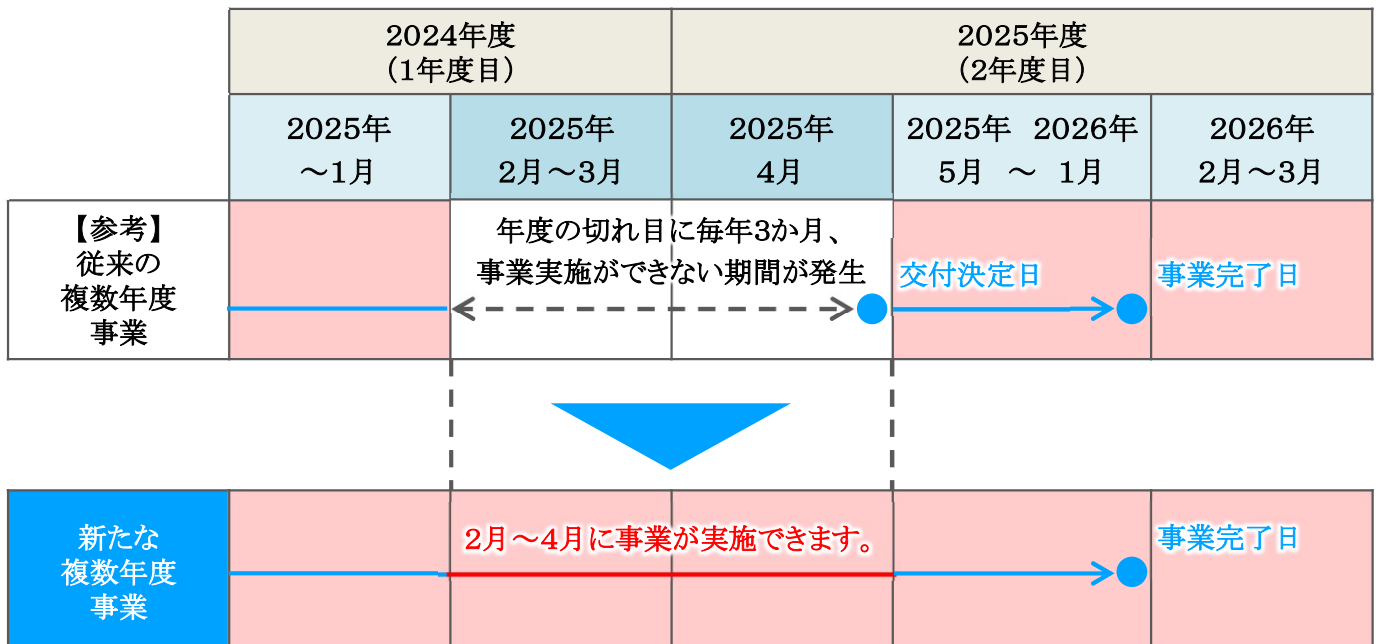 2024年度
（1年度目）
2025年度
（2年度目）
2025年
～1月
2025年
2月～3月
2025年
4月
2025年 2026年
5月 ～ 1月
2026年
2月～3月
【参考】
従来の
複数年度
事業
年度の切れ目に毎年3か月、
事業実施ができない期間が発生
交付決定日
事業完了日
新たな
複数年度
事業
2月～4月に事業が実施できます。
事業完了日